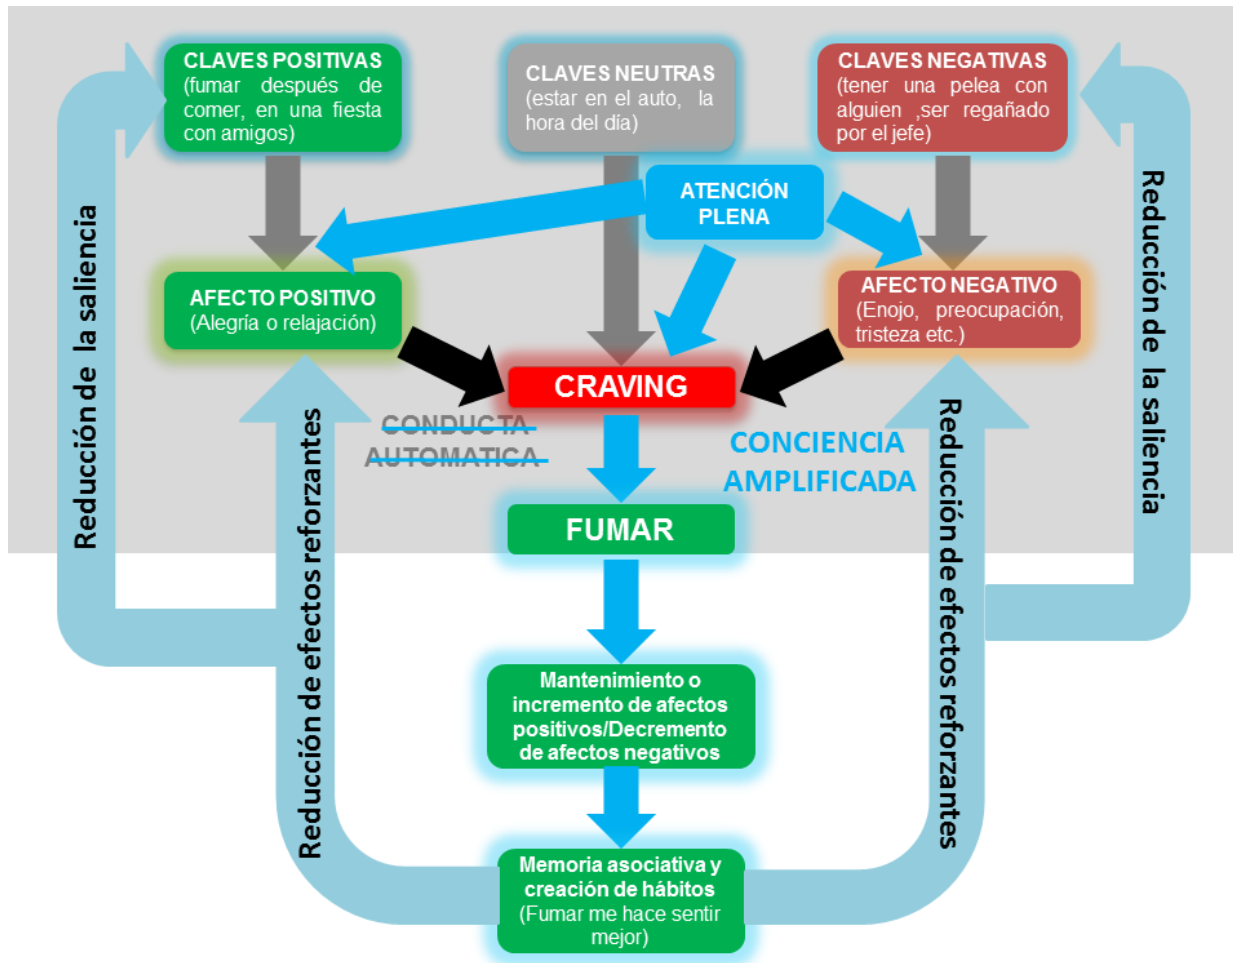 CLAVES POSITIVAS
(fumar después de
comer, en una fiesta
con amigos)
CLAVES NEUTRAS
(estar en el auto, la
hora del día)
CLAVES NEGATIVAS
(tener una pelea con
alguien ,ser regañado
por el jefe)
ATENCIÓN
PLENA
AFECTO POSITIVO
(Alegría o relajación)
AFECTO NEGATIVO
(Enojo, preocupación,
tristeza etc.)
CRAVING
CONDUCTA
AUTOMATICA
CONCIENCIA
AMPLIFICADA
FUMAR
Mantenimiento o
incremento de afectos
positivos/Decremento
de afectos negativos
Memoria asociativa y
creación de hábitos
(Fumar me hace sentir
mejor)
Reducción de la saliencia
Reducción de efectos reforzantes
Reducción de efectos reforzantes
Reducción de la saliencia